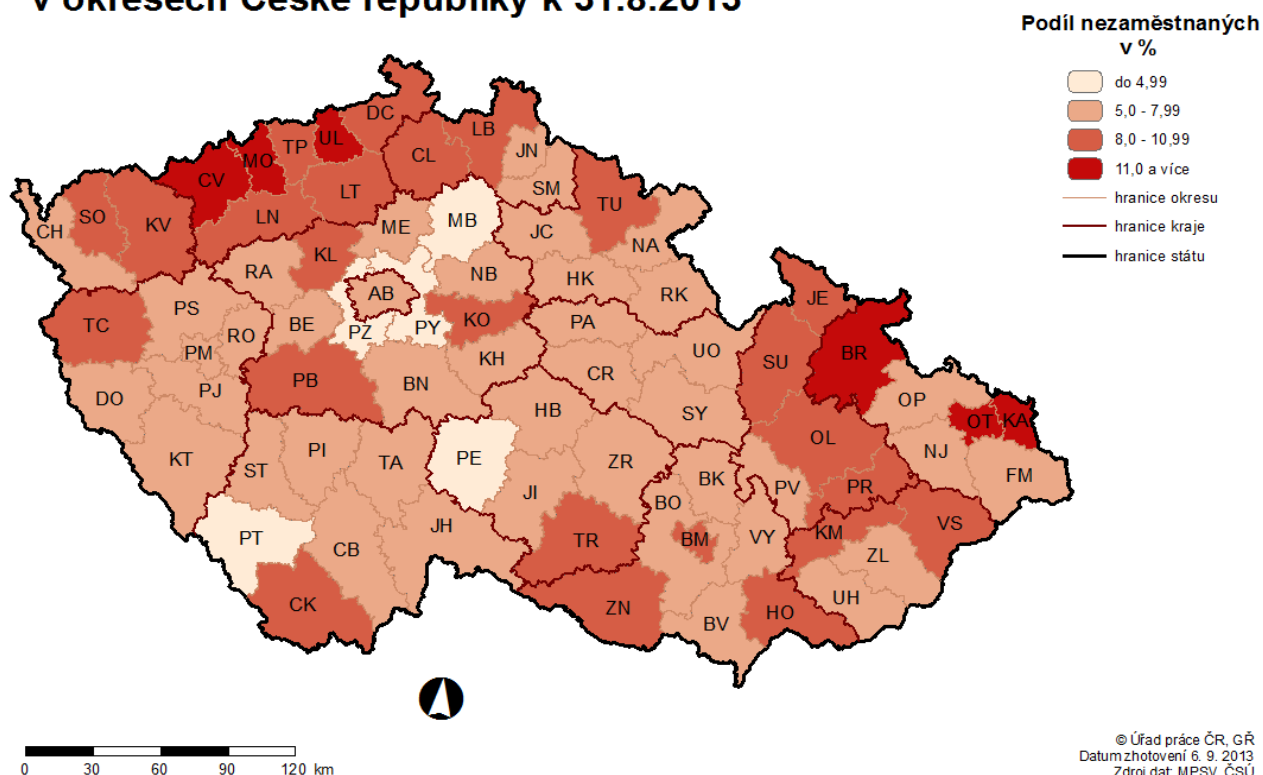 v okresech České republiky k 31.8.2013
Podíl nezaměstnaných
v %
do 4,99
5,0 - 7,99
8,0 - 10,99
11,0 a více
hranice okresu
hranice kraje
hranice státu
DC
LB
UL
TP
MO
CL
JN
CV
LT
SM
TU
SO
KV
LN
CH
ME
MB
JC
NA
KL
RA
NB
HK
AB
RK
JE
PS
TC
BE
PZ
PY
KO
PA
RO
UO
BR
PM
SU
KH
CR
PB
BN
PJ
DO
OP
HB
SY
OT
KA
OL
PI
NJ
KT
ST
TA
PE
ZR
FM
BK
PV
PR
JI
BO
JH
VS
PT
CB
TR
BM
VY
KM
ZL
CK
ZN
UH
HO
BV
0 30 60 90 120 km
© Úřad práce ČR, GŘ
Datum zhotovení 6. 9. 2013
Zdroj dat: MPSV, ČSÚ